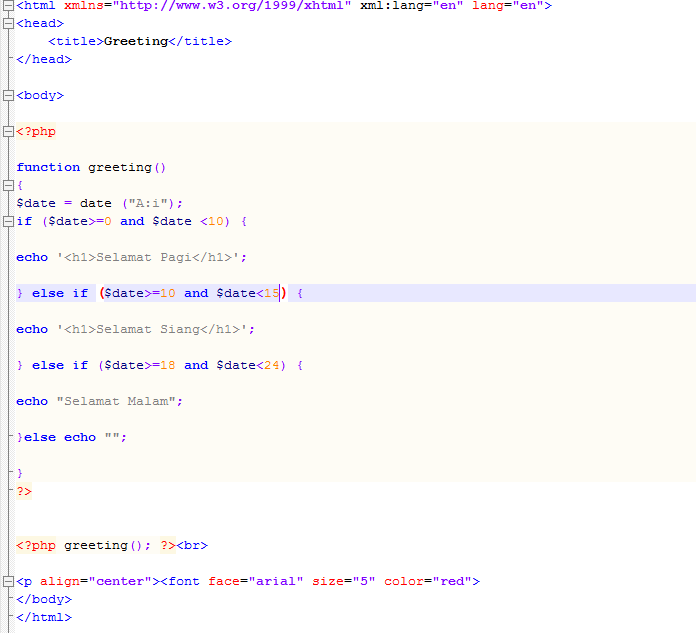 <html xmlns="http://www.w3.org/1999/xhtml" xml:lang="en" lang="en">
<head>
    <title>Greeting</title>
</head>
<body>
<?php
function greeting()
{
$date = date ("A:i");
if ($date>=0 and $date <10) {
echo '<h1>Selamat Pagi</h1>';
} else if ($date>=10 and $date<15) {
echo '<h1>Selamat Siang</h1>';
} else if ($date>=18 and $date<24) {
echo "Selamat Malam";
}else echo "";
}
?>
<?php greeting(); ?><br>
<p align="center"><font face="arial" size="5" color="red">
</body>
</html>